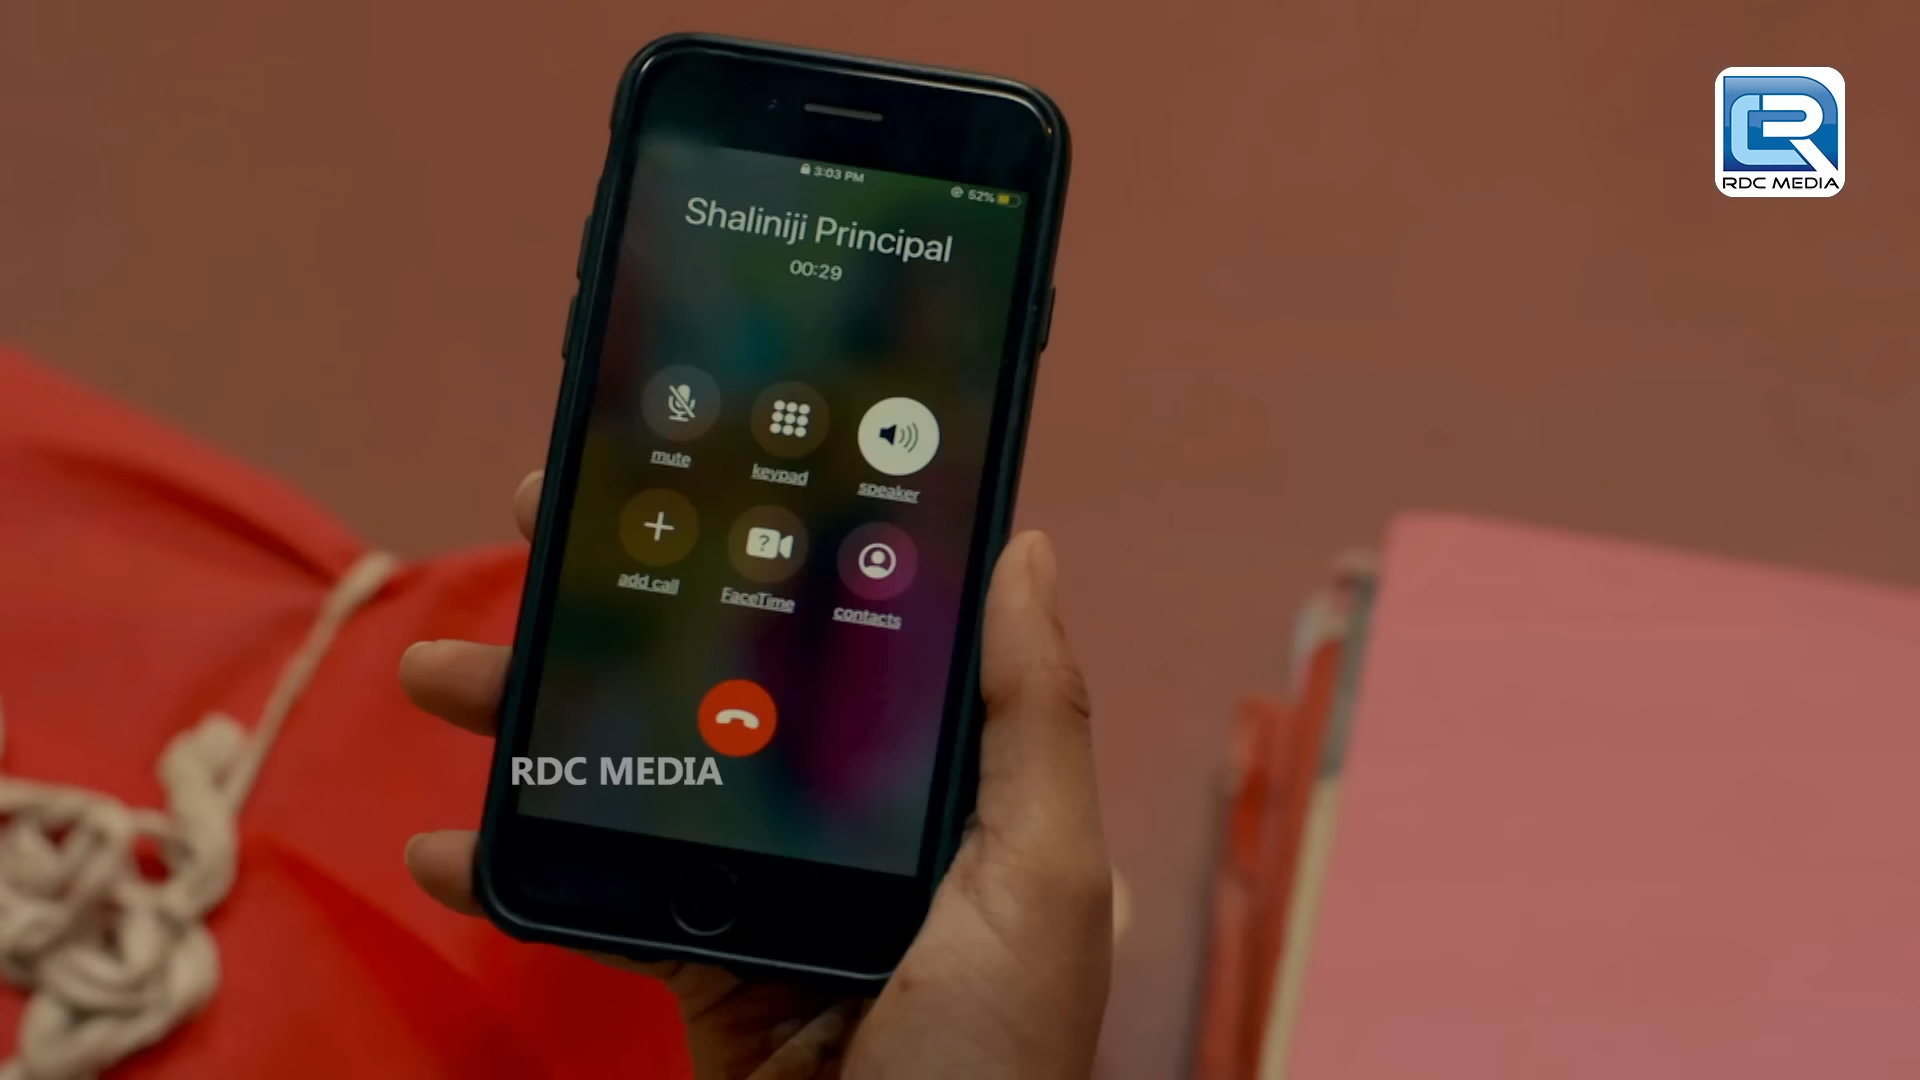 RDC MEDIA
3:03 PM
52%
Shaliniji Principal
00:29
mute
keypad
speaker
add call
?
FaceTime
contacts
RDC MEDIA